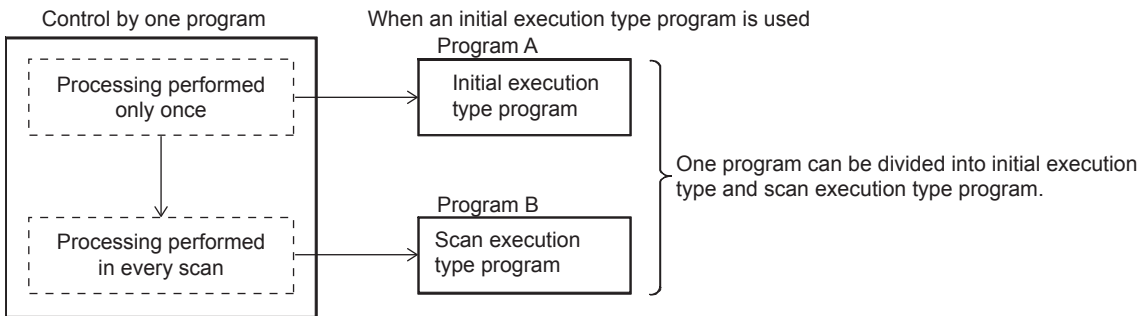 Control by one program
When an initial execution type program is used
Program A
Processing performed
only once
Initial execution
type program
One program can be divided into initial execution
type and scan execution type program.
Program B
Processing performed
in every scan
Scan execution
type program